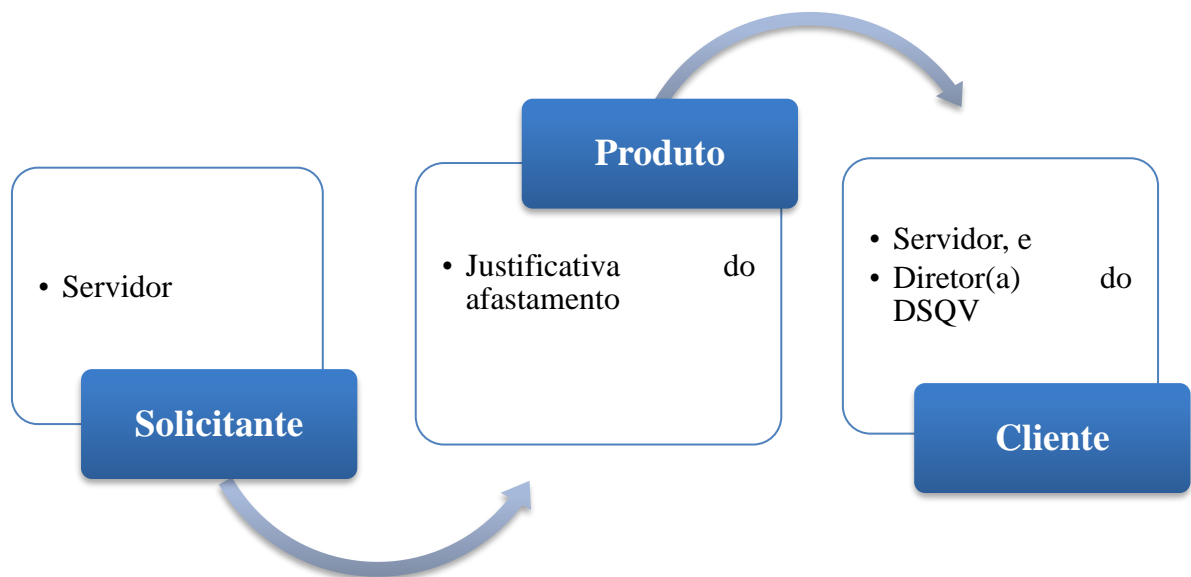 • Servidor
Solicitante
Produto
• Justificativa do
afastamento
• Servidor, e
• Diretor(a) do
DSQV
Cliente